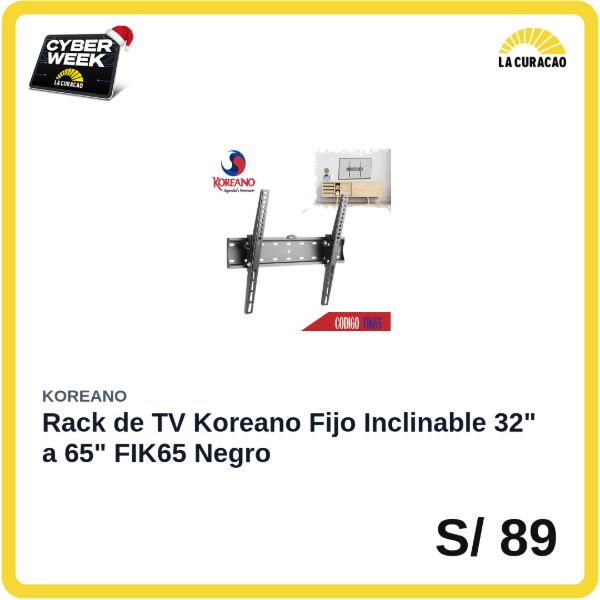 CYBER
WEEK
LA CURACAO
LA CURACAO
KOREANO
KOREANO
Rack de TV Koreano Fijo Inclinable 32"
a 65" FIK65 Negro
CODIGO FIK65
S/ 89